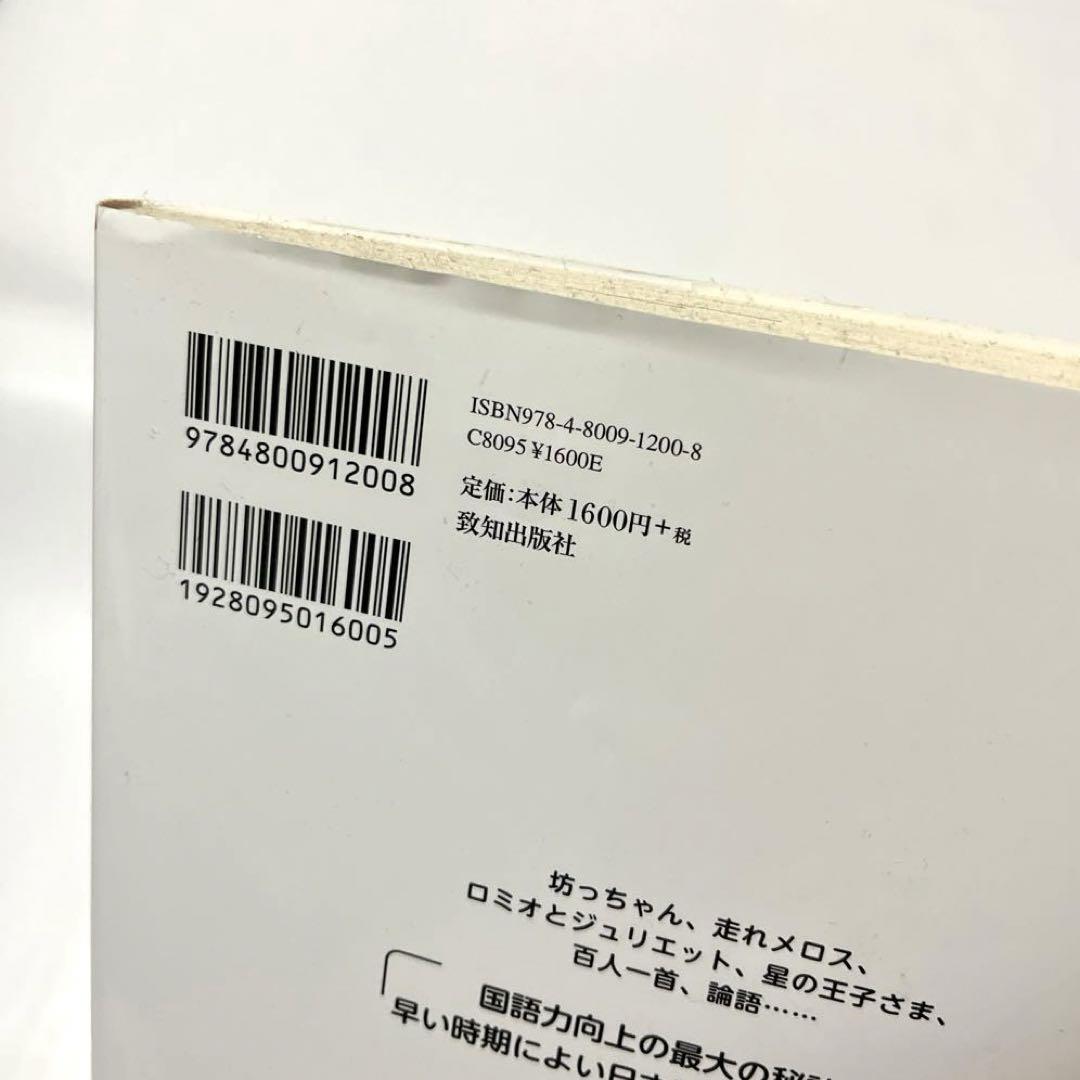 9784800912008
ISBN978-4-8009-1200-8
C8095 ¥1600E
定価:本体1600円+税
致知出版社
1928095016005
坊っちゃん、走れメロス、
ロミオとジュリエット、星の王子さま、
百人一首、論語……
国語力向上の最大の秘
早い時期によい日